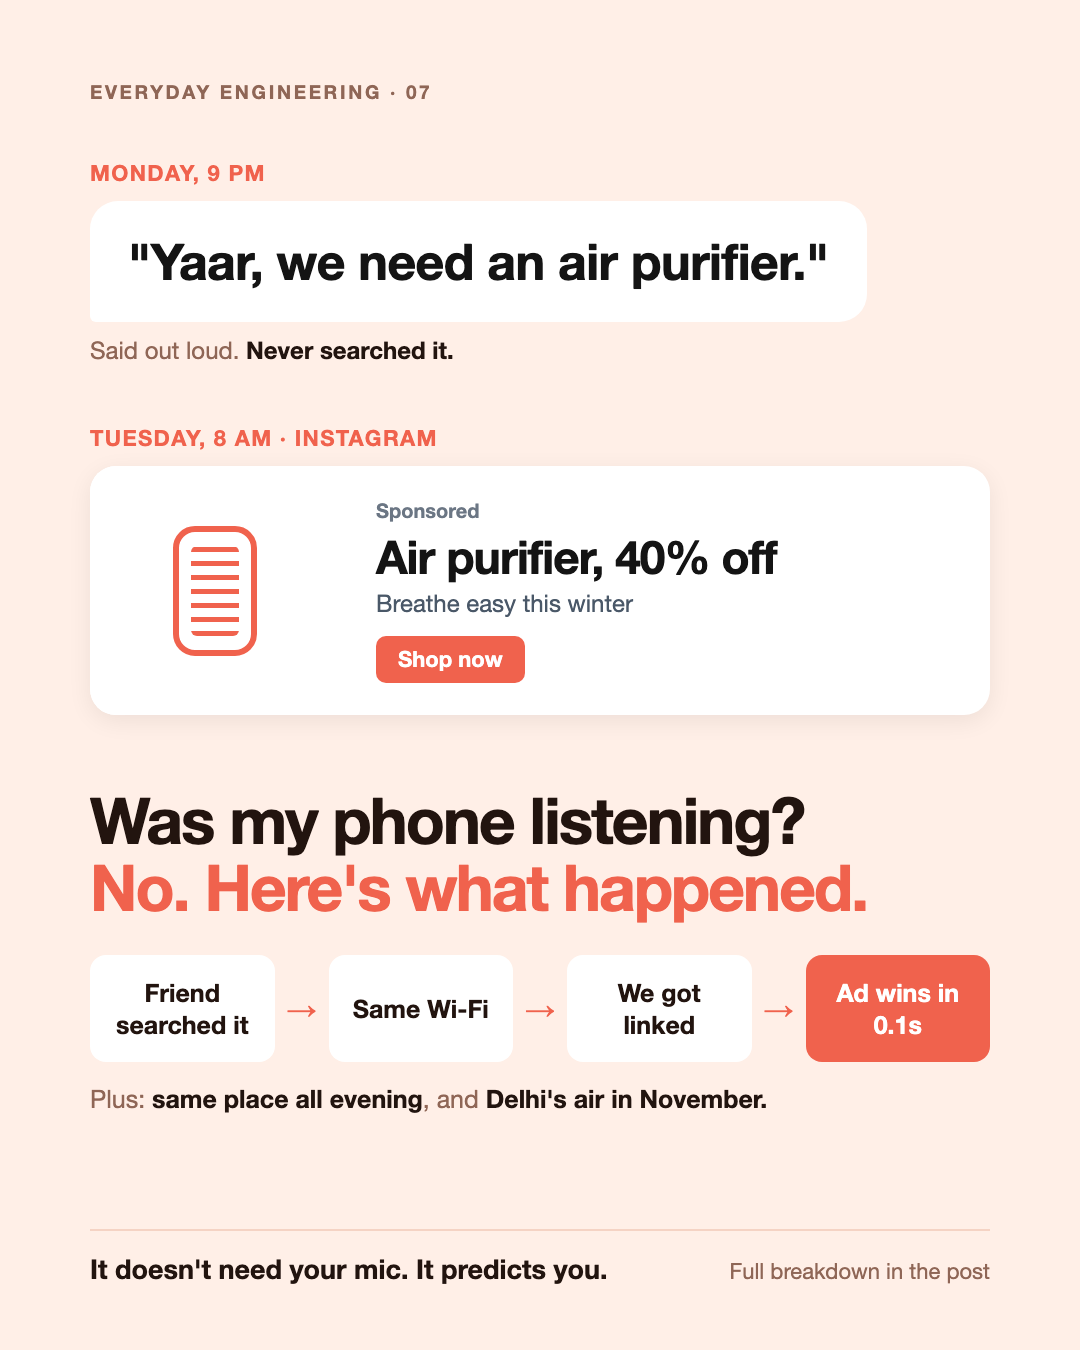 EVERYDAY ENGINEERING · 07
MONDAY, 9 PM
"Yaar, we need an air purifier."
Said out loud. Never searched it.
TUESDAY, 8 AM · INSTAGRAM
Sponsored
Air purifier, 40% off
Breathe easy this winter
Shop now
Was my phone listening?
No. Here's what happened.
Friend
searched it
→
Same Wi-Fi
→
We got
linked
→
Ad wins in
0.1s
Plus: same place all evening, and Delhi's air in November.
It doesn't need your mic. It predicts you.
Full breakdown in the post